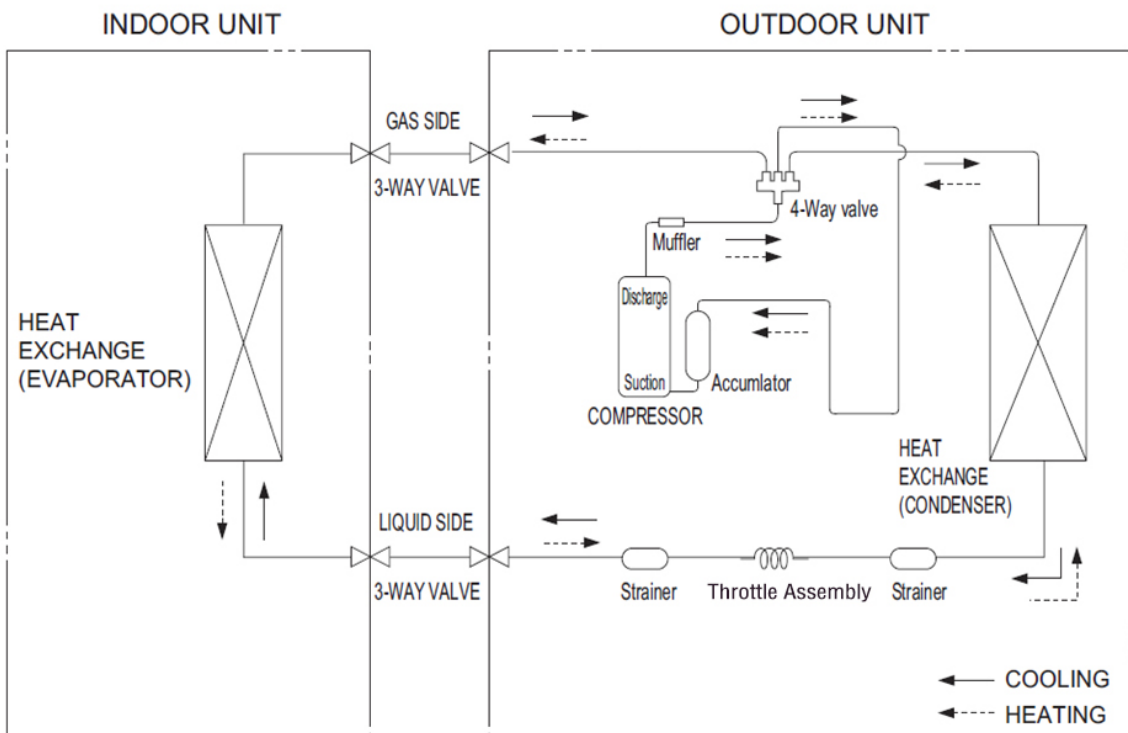 INDOOR UNIT
OUTDOOR UNIT
GAS SIDE
3-WAY VALVE
4-Way valve
Muffler
Discharge
HEAT
EXCHANGE
(EVAPORATOR)
Suction
Accumlator
COMPRESSOR
HEAT
EXCHANGE
(CONDENSER)
LIQUID SIDE
3-WAY VALVE
Strainer
Throttle Assembly
Strainer
COOLING
HEATING